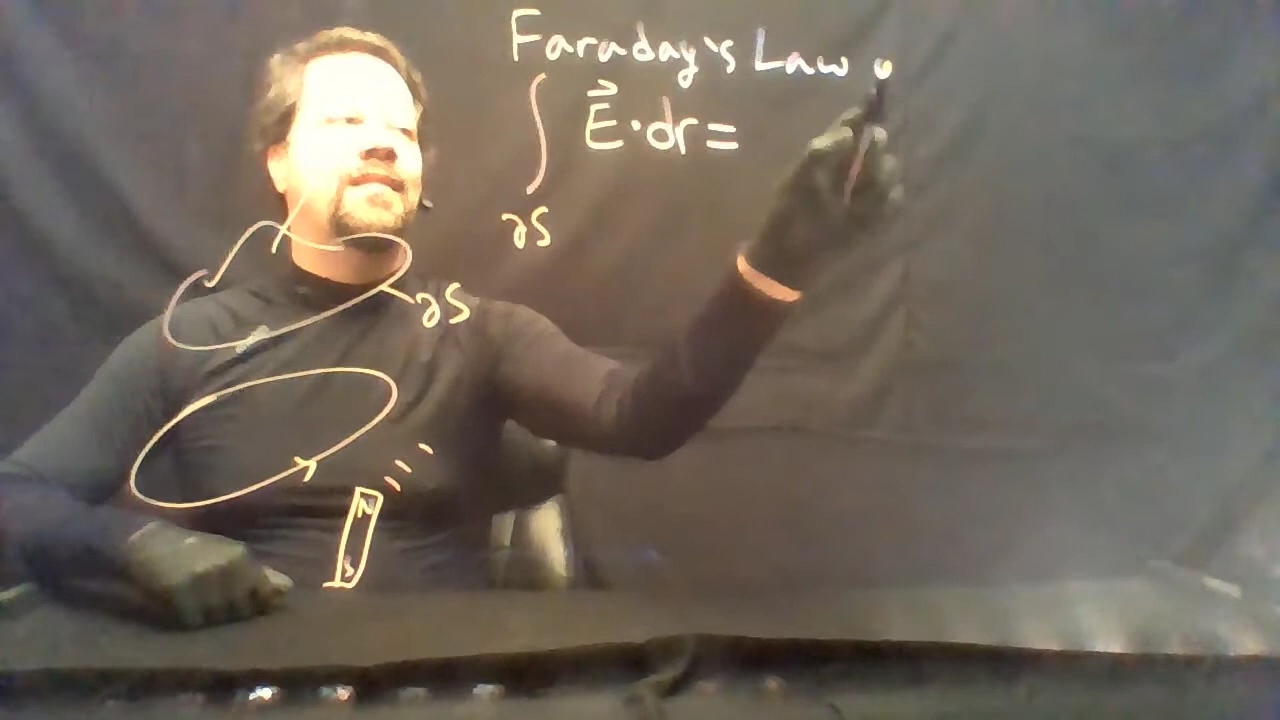 Faraday's Law
∫ E⃗·dr=
∂S
∂S
N
S